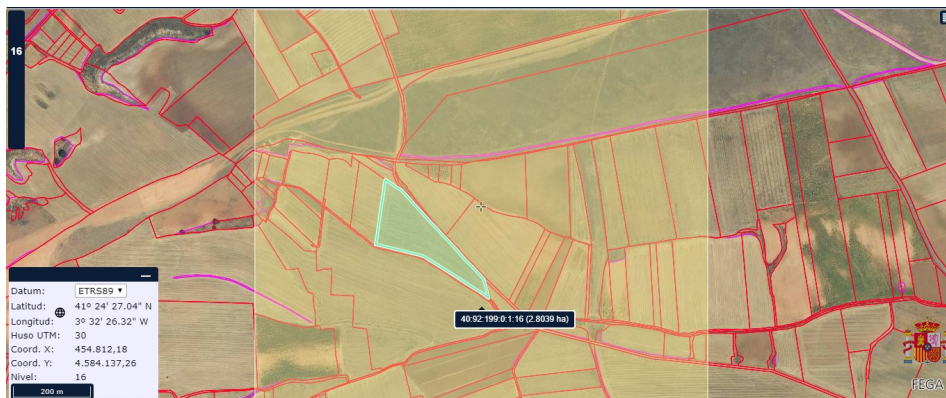 16
40:92:199:0:1:16 (2.8039 ha)
Datum: ETRS89
Latitud: 41º 24' 27.04" N
Longitud: 3º 32' 26.32" W
Huso UTM: 30
Coord. X: 454.812,18
Coord. Y: 4.584.137,26
Nivel: 16
200 m
FEGA